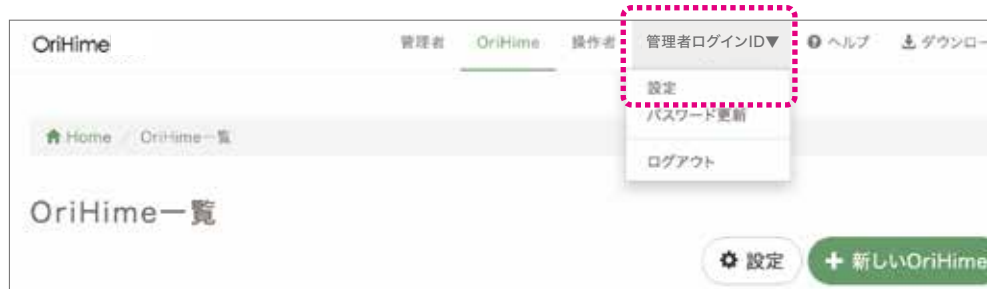 OriHime 管理者 OriHime 操作者 管理者ログインID▼ ヘルプ ダウンロー
設定
パスワード更新
Home / OriHime一覧
ログアウト
OriHime一覧
設定 + 新しいOriHime